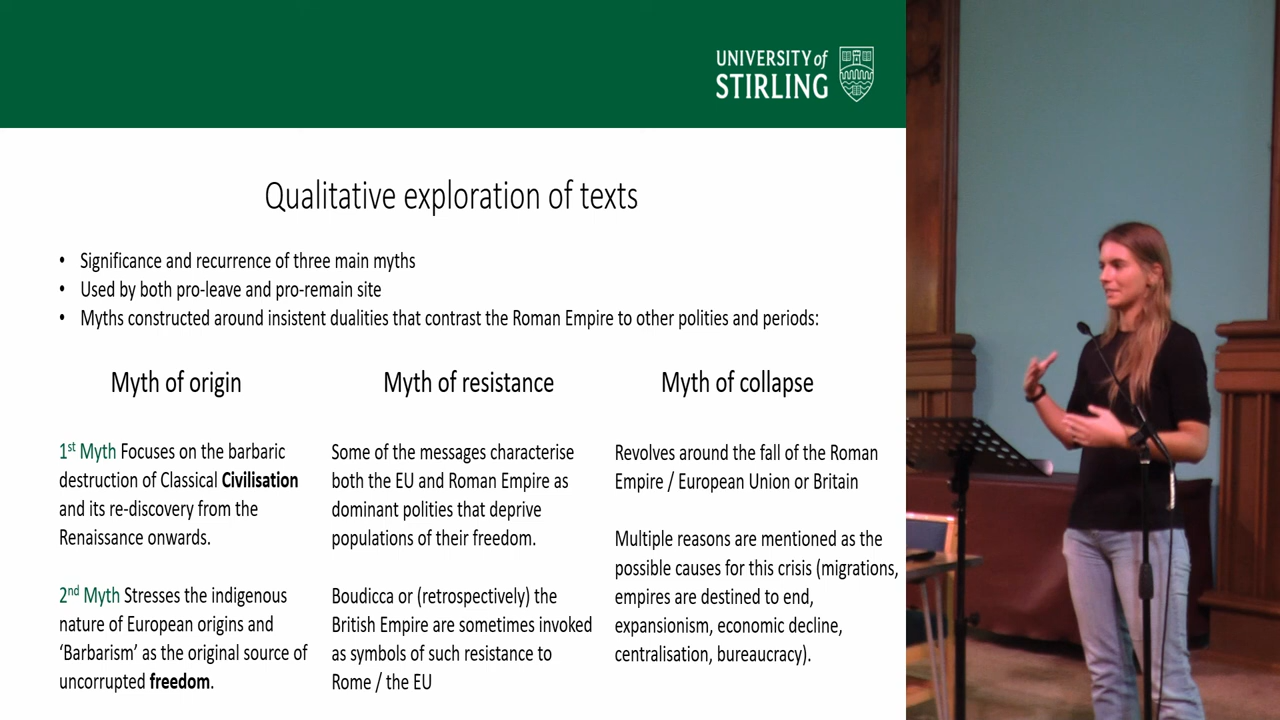 UNIVERSITY of
STIRLING
Qualitative exploration of texts
• Significance and recurrence of three main myths
• Used by both pro-leave and pro-remain site
• Myths constructed around insistent dualities that contrast the Roman Empire to other polities and periods:
Myth of origin
1st Myth Focuses on the barbaric
destruction of Classical Civilisation
and its re-discovery from the
Renaissance onwards.
2nd Myth Stresses the indigenous
nature of European origins and
‘Barbarism’ as the original source of
uncorrupted freedom.
Myth of resistance
Some of the messages characterise
both the EU and Roman Empire as
dominant polities that deprive
populations of their freedom.
Boudicca or (retrospectively) the
British Empire are sometimes invoked
as symbols of such resistance to
Rome / the EU
Myth of collapse
Revolves around the fall of the Roman
Empire / European Union or Britain
Multiple reasons are mentioned as the
possible causes for this crisis (migrations,
empires are destined to end,
expansionism, economic decline,
centralisation, bureaucracy).